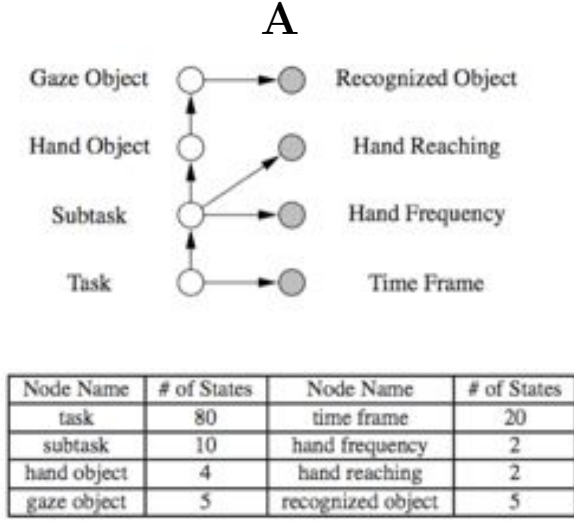 A
Gaze Object Recognized Object
Hand Object Hand Reaching
Subtask Hand Frequency
Task Time Frame
Node Name # of States Node Name # of States
task 80 time frame 20
subtask 10 hand frequency 2
hand object 4 hand reaching 2
gaze object 5 recognized object 5